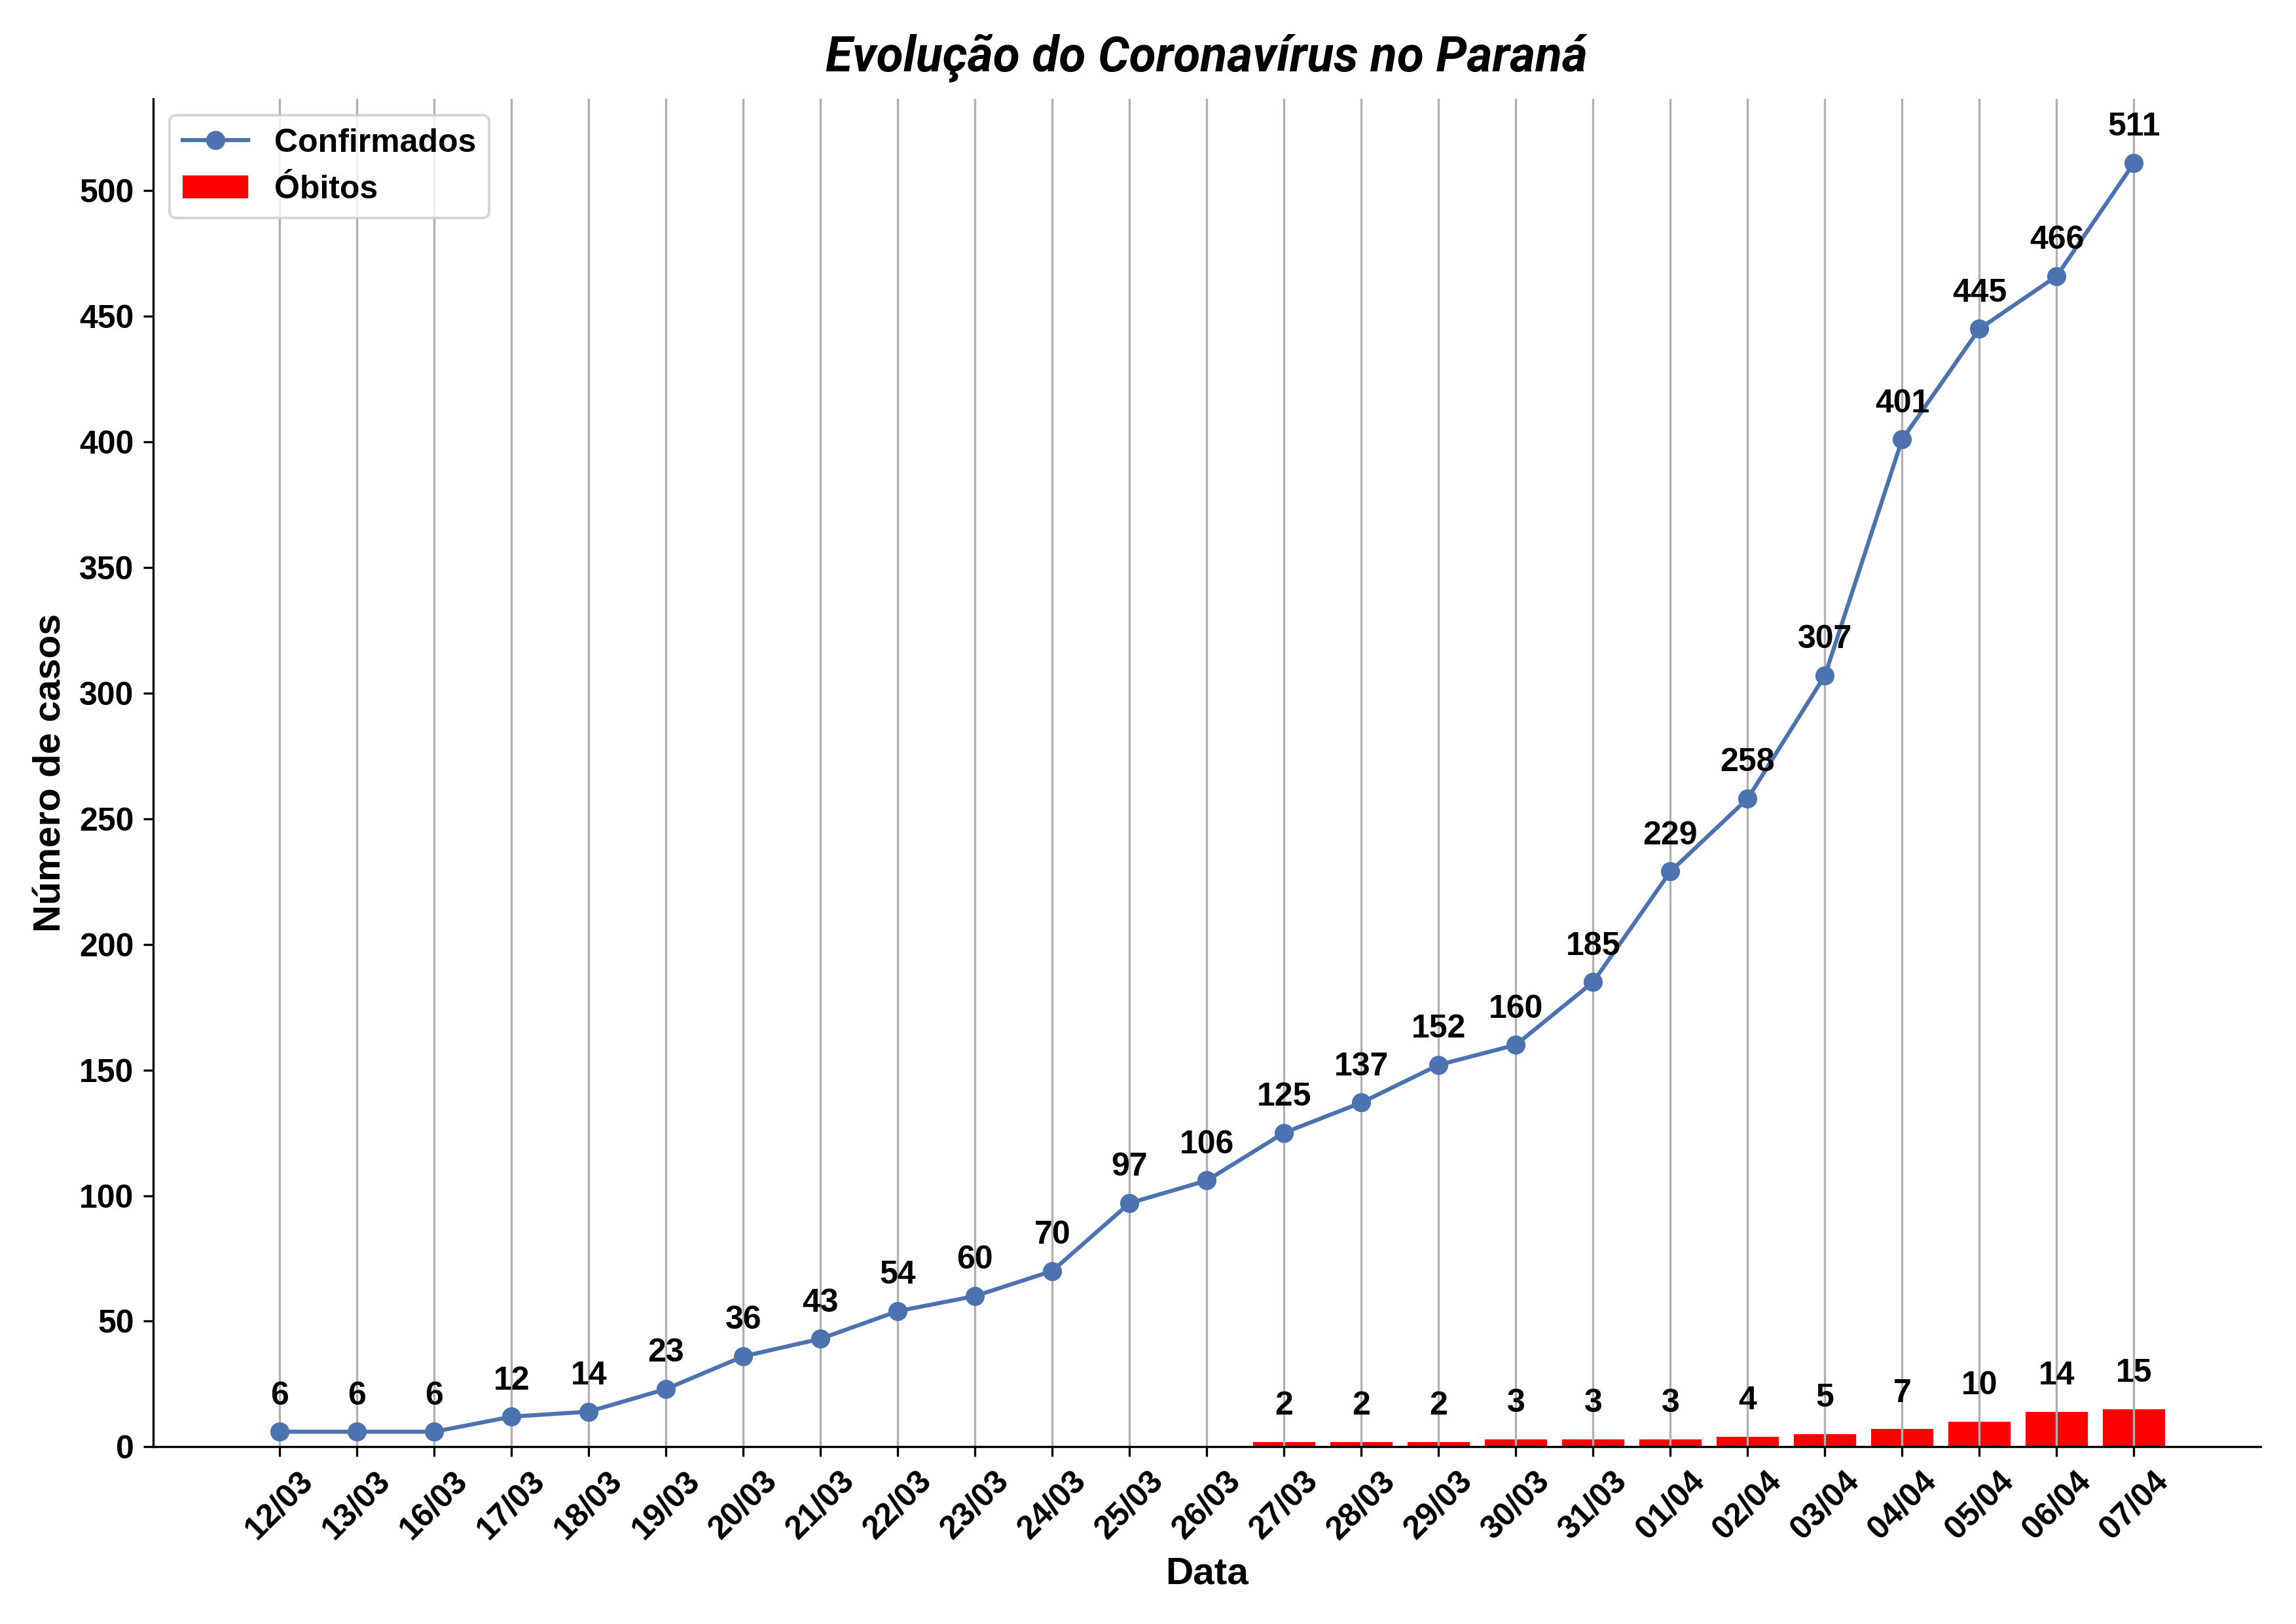 Evolução do Coronavírus no Paraná
Confirmados
Óbitos
Número de casos
500
450
400
350
300
250
200
150
100
50
0
6 6 6 12 14 23 36 43 54 60 70 97 106 125 137 152 160 185 229 258 307 401 445 466 511
2 2 2 3 3 3 4 5 7 10 14 15
12/03 13/03 16/03 17/03 18/03 19/03 20/03 21/03 22/03 23/03 24/03 25/03 26/03 27/03 28/03 29/03 30/03 31/03 01/04 02/04 03/04 04/04 05/04 06/04 07/04
Data